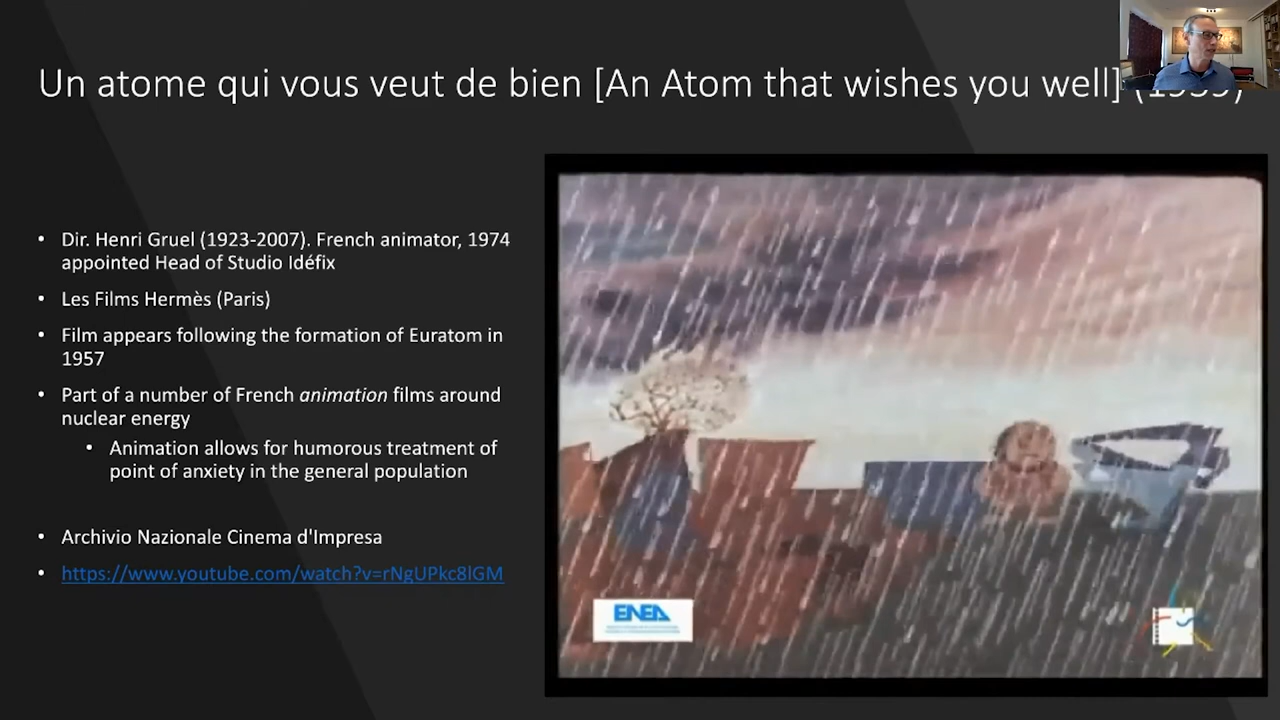 Un atome qui vous veut de bien [An Atom that wishes you well]
• Dir. Henri Gruel (1923-2007). French animator, 1974
appointed Head of Studio Idéfix
• Les Films Hermès (Paris)
• Film appears following the formation of Euratom in
1957
• Part of a number of French animation films around
nuclear energy
• Animation allows for humorous treatment of
point of anxiety in the general population
• Archivio Nazionale Cinema d'Impresa
• https://www.youtube.com/watch?v=rNgUPkc8lGM
ENEA